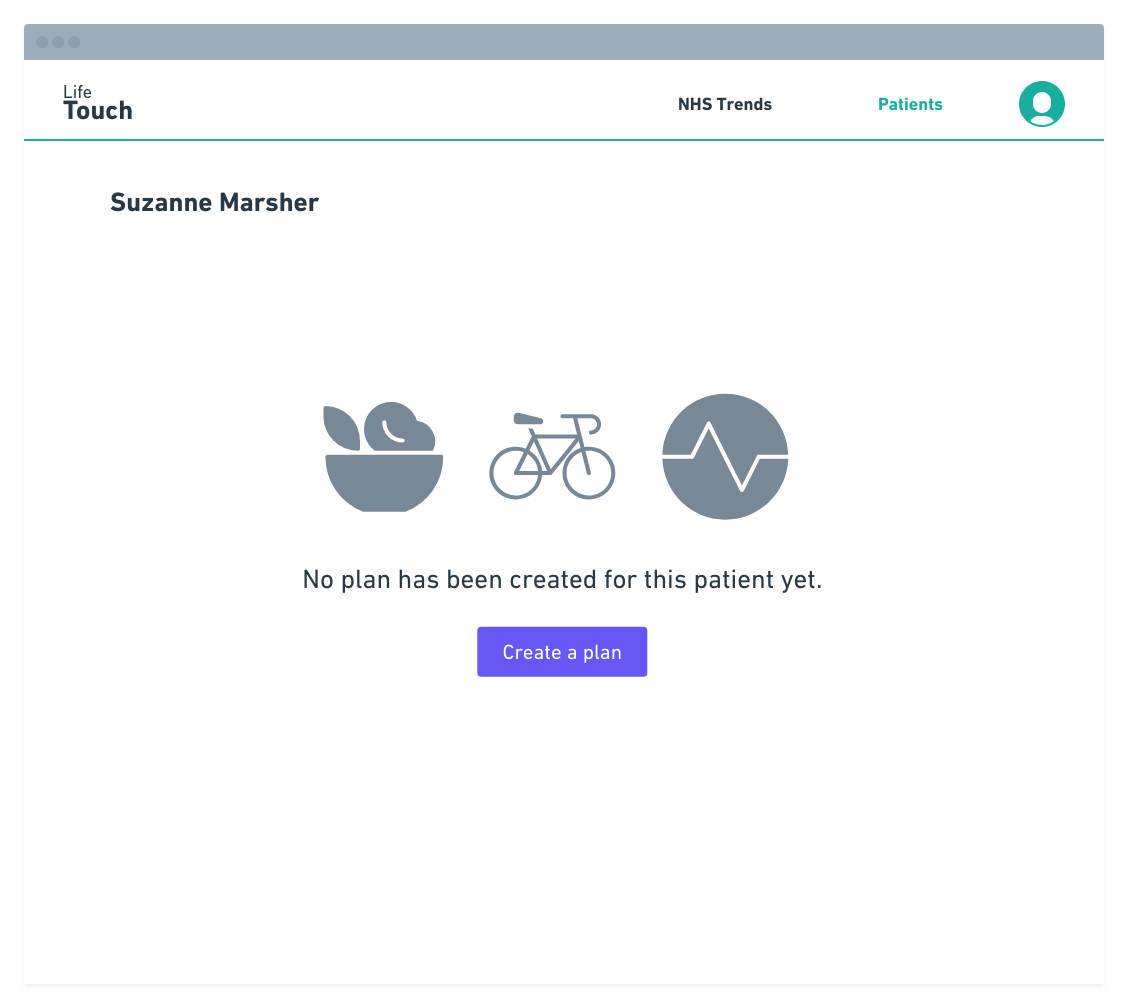 Life
Touch
NHS Trends
Patients
Suzanne Marsher
No plan has been created for this patient yet.
Create a plan